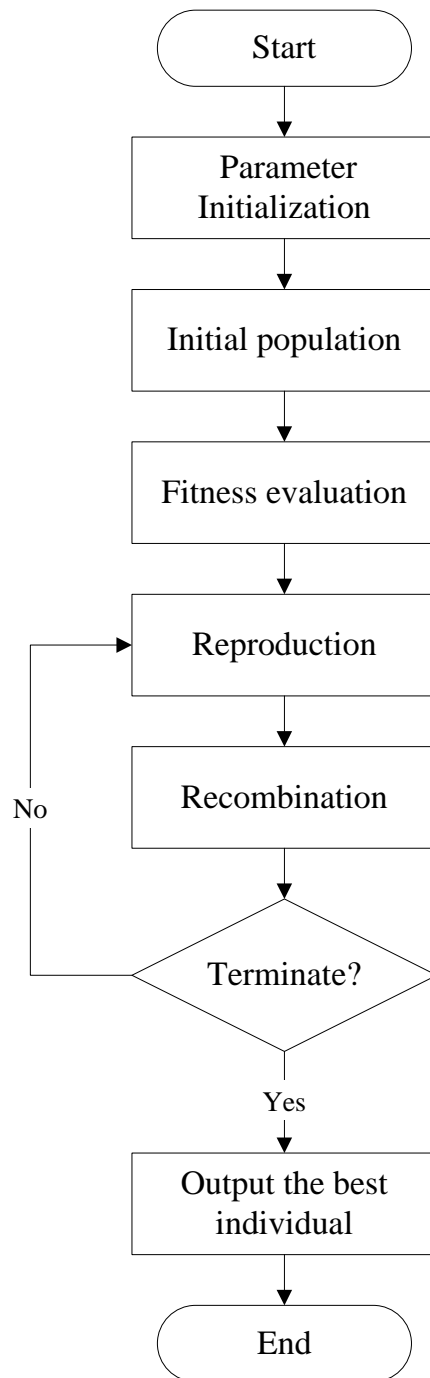 Start
Parameter
Initialization
Initial population
Fitness evaluation
Reproduction
Recombination
No
Terminate?
Yes
Output the best
individual
End